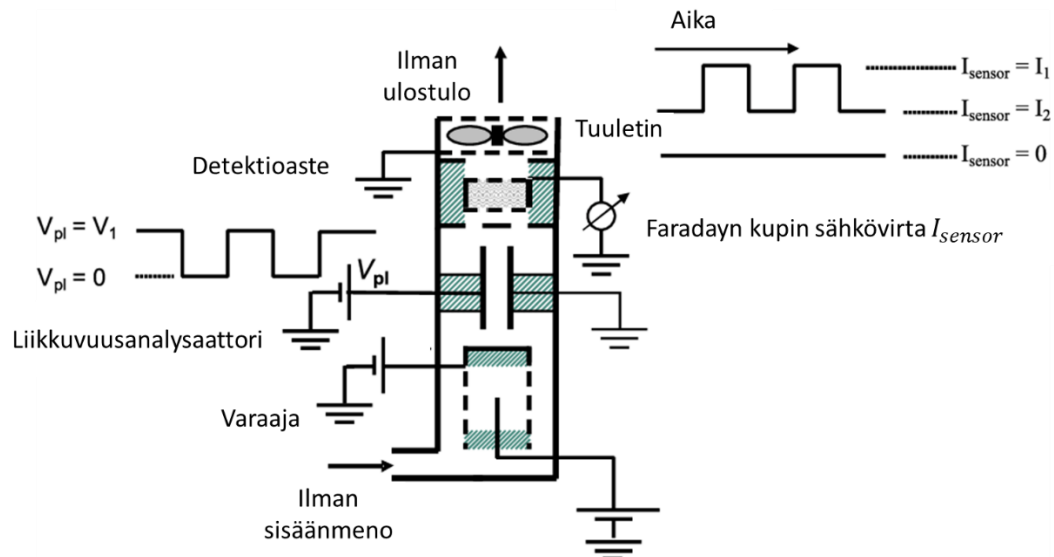 Aika
I_sensor = I_1
I_sensor = I_2
I_sensor = 0
Ilman
ulostulo
Tuuletin
Detektioaste
Faradayn kupin sähkövirta I_sensor
V_pl = V_1
V_pl = 0
V_pl
Liikkuvuusanalysaattori
Varaaja
Ilman
sisäänmeno